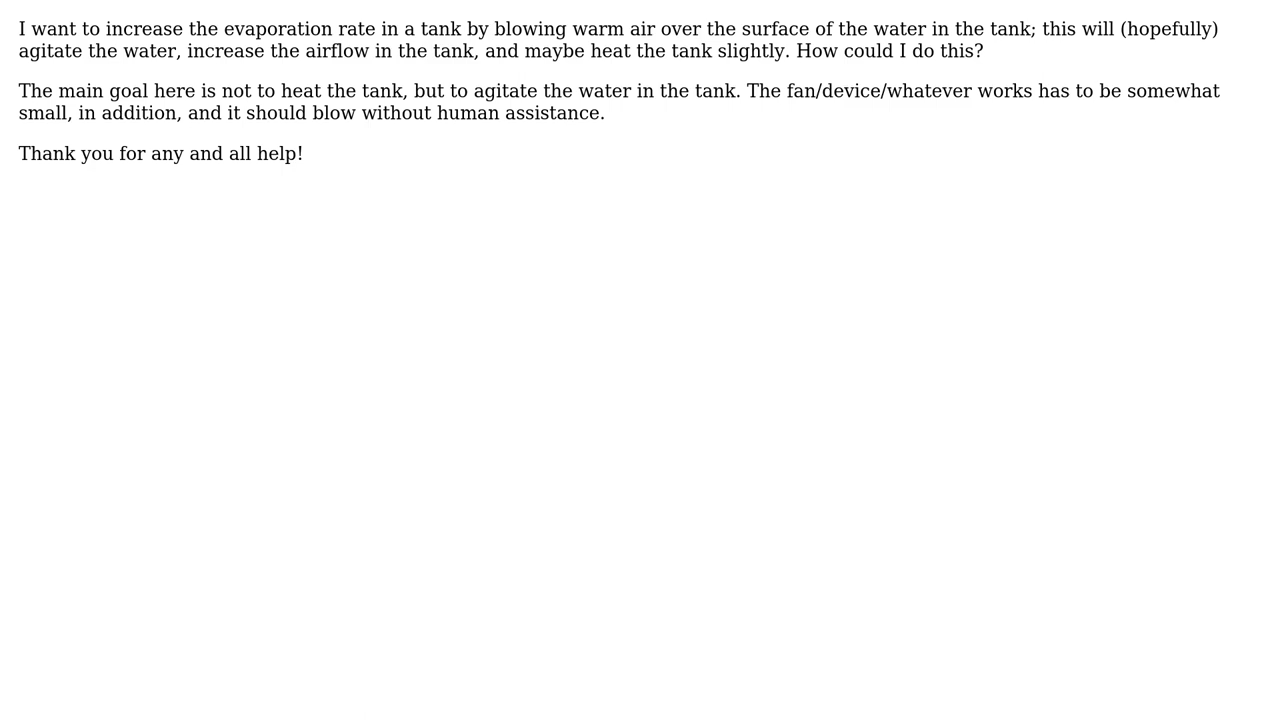 I want to increase the evaporation rate in a tank by blowing warm air over the surface of the water in the tank; this will (hopefully)
agitate the water, increase the airflow in the tank, and maybe heat the tank slightly. How could I do this?
The main goal here is not to heat the tank, but to agitate the water in the tank. The fan/device/whatever works has to be somewhat
small, in addition, and it should blow without human assistance.
Thank you for any and all help!